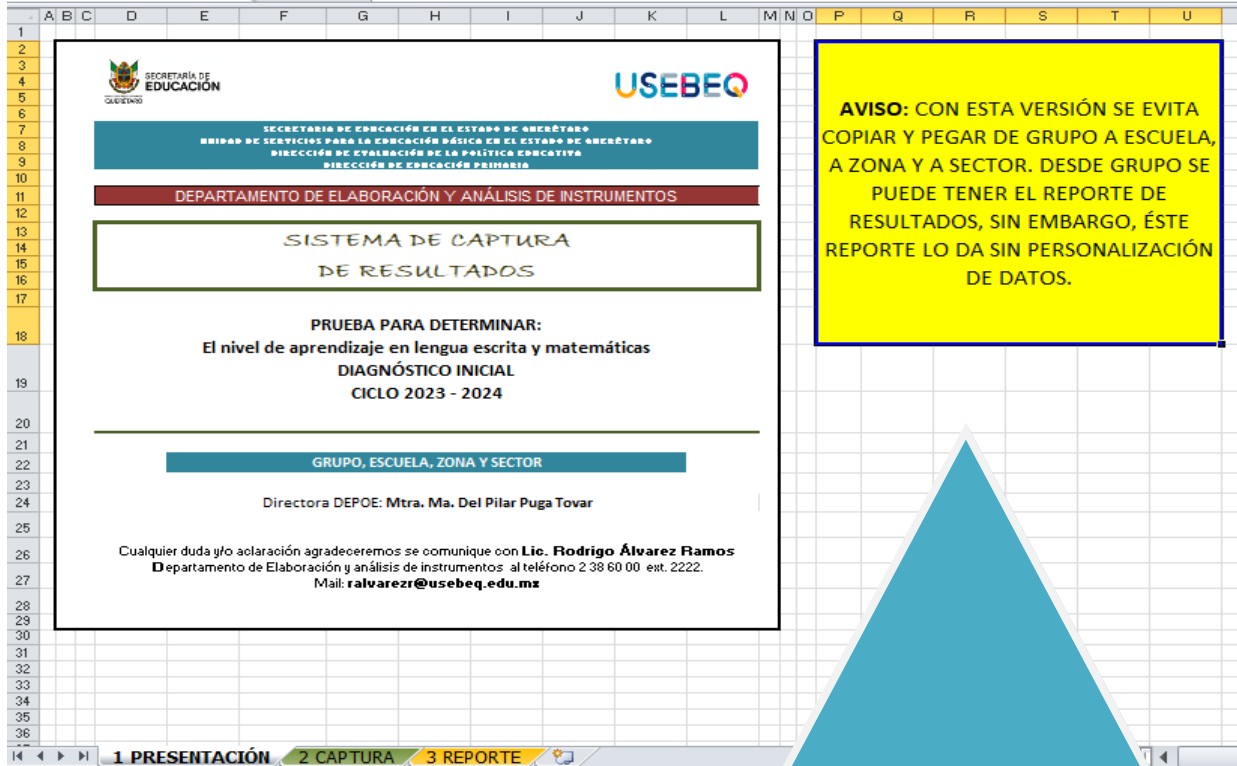 A B C D E F G H I J K L M N O P Q R S T U
1
2
3
4
5
6
7
8
9
10
11
12
13
14
15
16
17
18
19
20
21
22
23
24
25
26
27
28
29
30
31
32
33
34
35
36
SECRETARÍA DE
EDUCACIÓN
QUERÉTARO
USEBEQ
SECRETARIA DE EDUCACIÓN EN EL ESTADO DE QUERÉTARO
UNIDAD DE SERVICIOS PARA LA EDUCACIÓN BÁSICA EN EL ESTADO DE QUERÉTARO
DIRECCIÓN DE EVALUACIÓN DE LA POLÍTICA EDUCATIVA
DIRECCIÓN DE EDUCACIÓN PRIMARIA
DEPARTAMENTO DE ELABORACIÓN Y ANÁLISIS DE INSTRUMENTOS
SISTEMA DE CAPTURA
DE RESULTADOS
PRUEBA PARA DETERMINAR:
El nivel de aprendizaje en lengua escrita y matemáticas
DIAGNÓSTICO INICIAL
CICLO 2023 - 2024
GRUPO, ESCUELA, ZONA Y SECTOR
Directora DEPOE: Mtra. Ma. Del Pilar Puga Tovar
Cualquier duda y/o aclaración agradeceremos se comunique con Lic. Rodrigo Álvarez Ramos
Departamento de Elaboración y análisis de instrumentos al teléfono 2 38 60 00 ext. 2222.
Mail: ralvarezr@usebeq.edu.mx
AVISO: CON ESTA VERSIÓN SE EVITA
COPIAR Y PEGAR DE GRUPO A ESCUELA,
A ZONA Y A SECTOR. DESDE GRUPO SE
PUEDE TENER EL REPORTE DE
RESULTADOS, SIN EMBARGO, ÉSTE
REPORTE LO DA SIN PERSONALIZACIÓN
DE DATOS.
1 PRESENTACIÓN 2 CAPTURA 3 REPORTE